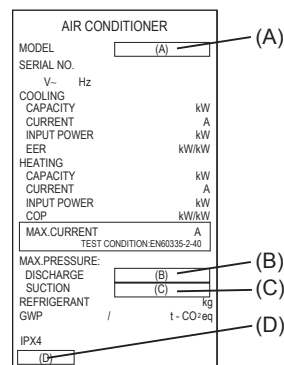 AIR CONDITIONER
MODEL (A) (A)
SERIAL NO.
V~ Hz
COOLING
CAPACITY kW
CURRENT A
INPUT POWER kW
EER kW/kW
HEATING
CAPACITY kW
CURRENT A
INPUT POWER kW
COP kW/kW
MAX.CURRENT A
TEST CONDITION:EN60335-2-40
MAX.PRESSURE:
DISCHARGE (B) (B)
SUCTION (C) (C)
REFRIGERANT kg
GWP / t - CO2eq
(D)
IPX4
(D)